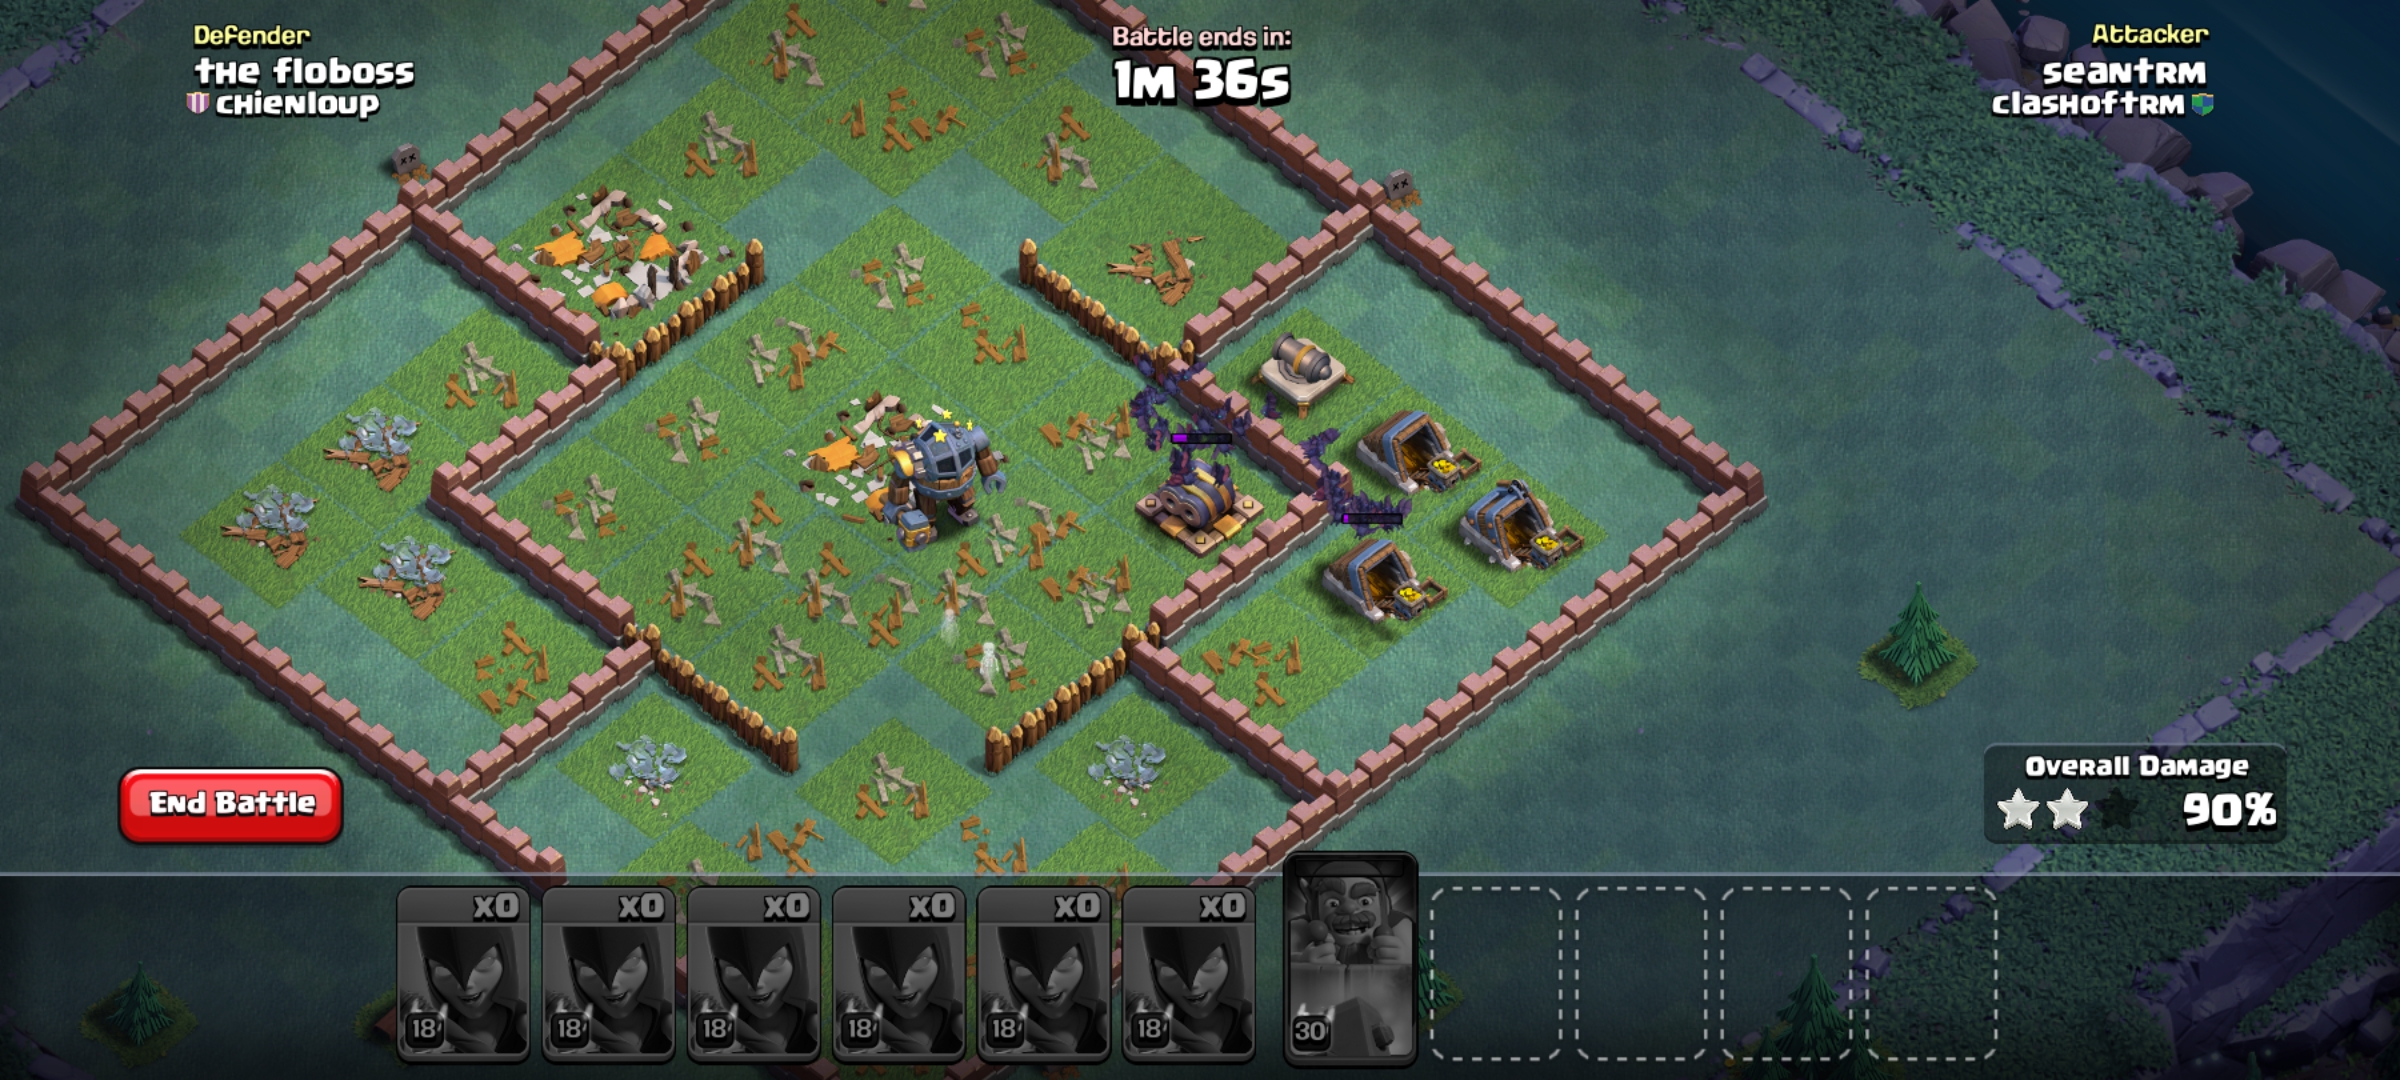 Defender
THE FLOBOSS
CHIENLOUP
Battle ends in:
1M 36S
Attacker
SEANTRM
CLASHOFTRM
End Battle
Overall Damage
90%
x0
x0
x0
x0
x0
x0
18
18
18
18
18
18
30